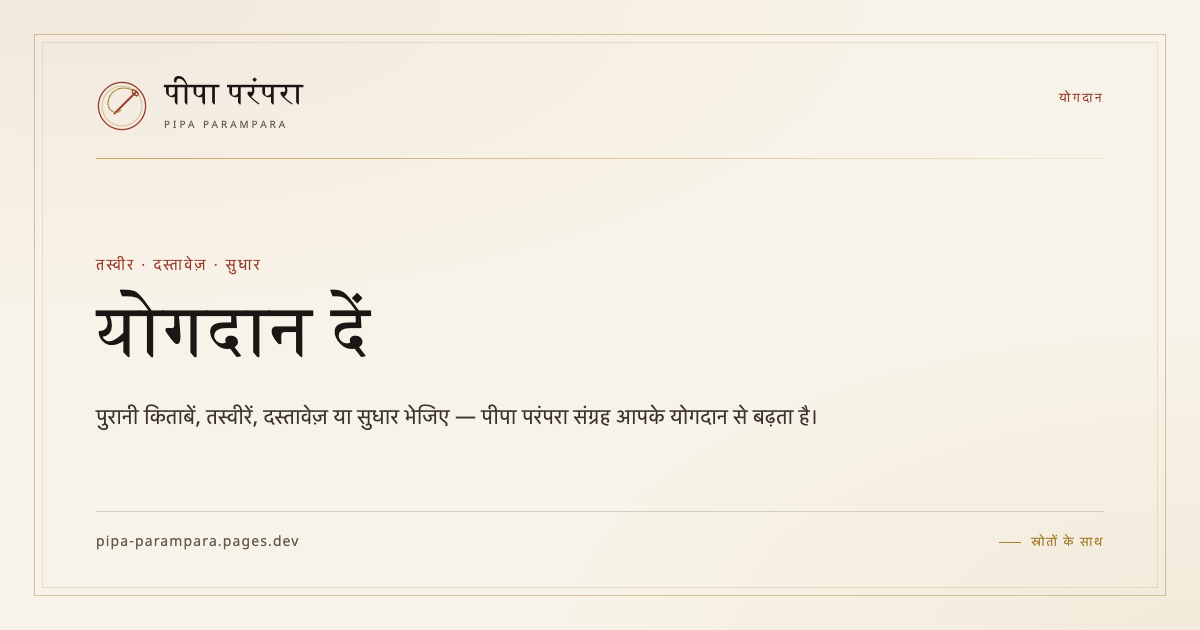 पीपा परंपरा
PIPA PARAMPARA
योगदान
तस्वीर · दस्तावेज़ · सुधार
योगदान दें
पुरानी किताबें, तस्वीरें, दस्तावेज़ या सुधार भेजिए — पीपा परंपरा संग्रह आपके योगदान से बढ़ता है।
pipa-parampara.pages.dev
— स्रोतों के साथ